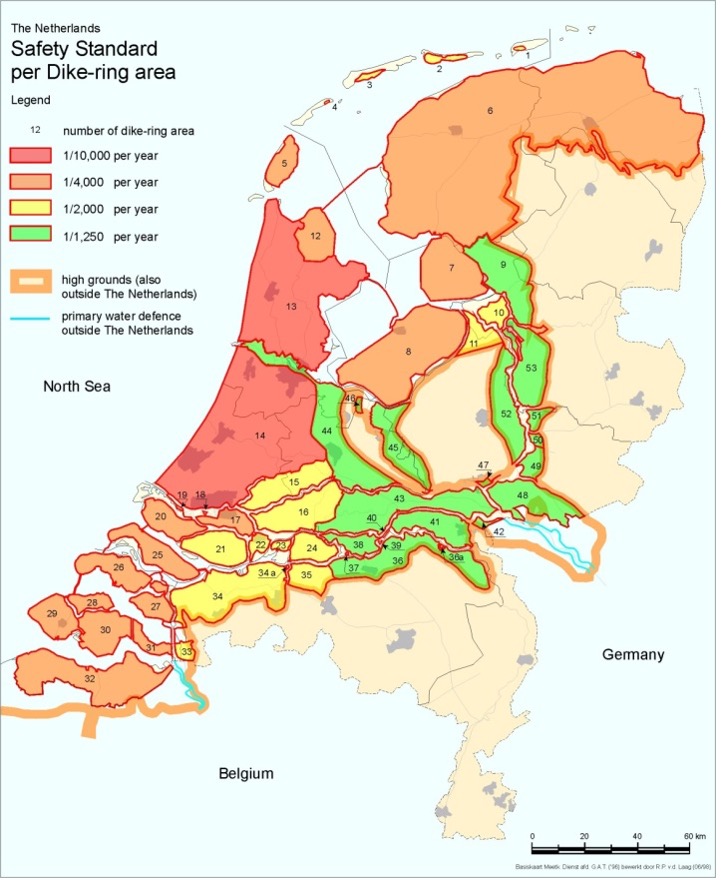 The Netherlands
Safety Standard
per Dike-ring area
Legend
12 number of dike-ring area
1/10,000 per year
1/4,000 per year
1/2,000 per year
1/1,250 per year
high grounds (also
outside The Netherlands)
primary water defence
outside The Netherlands
1
2
3
4
5
6
7
8
9
10
11
12
13
14
15
16
17
18
19
20
21
22
23
24
25
26
27
28
29
30
31
32
33
34
34a
35
36
36a
37
38
39
40
41
42
43
44
45
46
47
48
49
50
51
52
53
North Sea
Germany
Belgium
0 20 40 60 km
Basiskaart Meetk. Dienst afd. G.A.T. ('96) bewerkt door R.P. v.d. Laag (06/98)